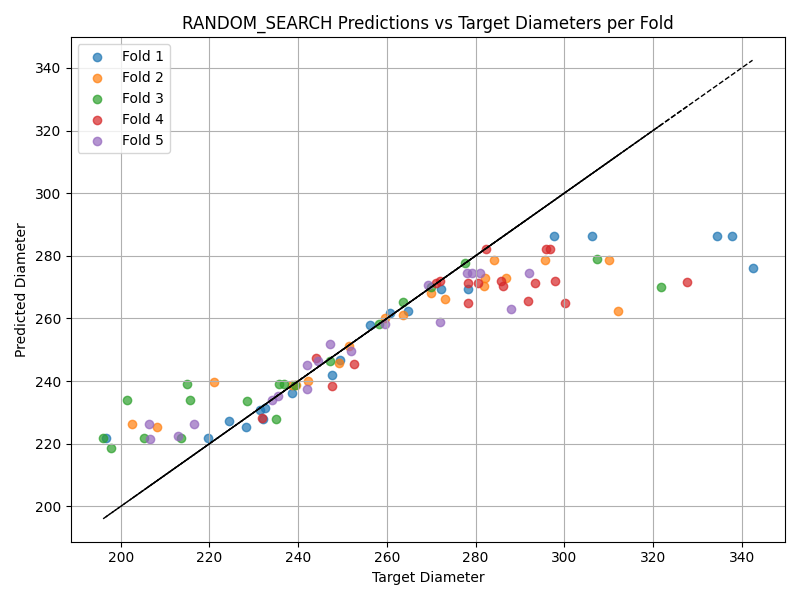 RANDOM_SEARCH Predictions vs Target Diameters per Fold
Fold 1
Fold 2
Fold 3
Fold 4
Fold 5
340
320
300
280
260
240
220
200
Predicted Diameter
200 220 240 260 280 300 320 340
Target Diameter